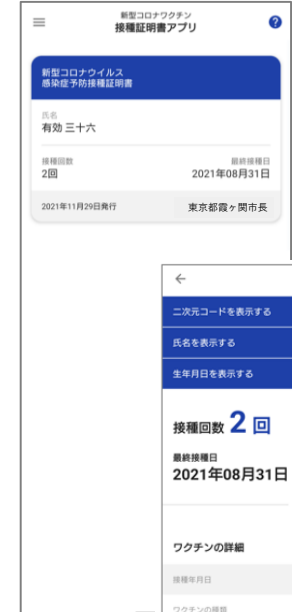 新型コロナワクチン
接種証明書アプリ
新型コロナウイルス
感染症予防接種証明書
氏名
有効 三十六
接種回数 最終接種日
2回 2021年08月31日
2021年11月29日発行 東京都霞ヶ関市長
二次元コードを表示する
氏名を表示する
生年月日を表示する
接種回数 2 回
最終接種日
2021年08月31日
ワクチンの詳細
接種年月日
ワクチンの種類